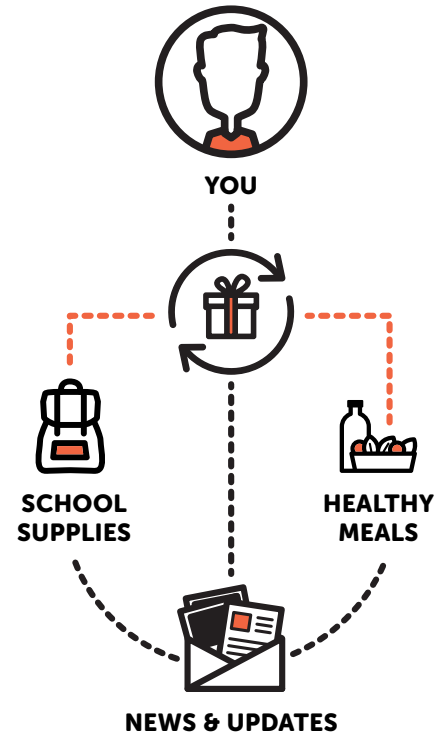 YOU
SCHOOL
SUPPLIES
HEALTHY
MEALS
NEWS & UPDATES